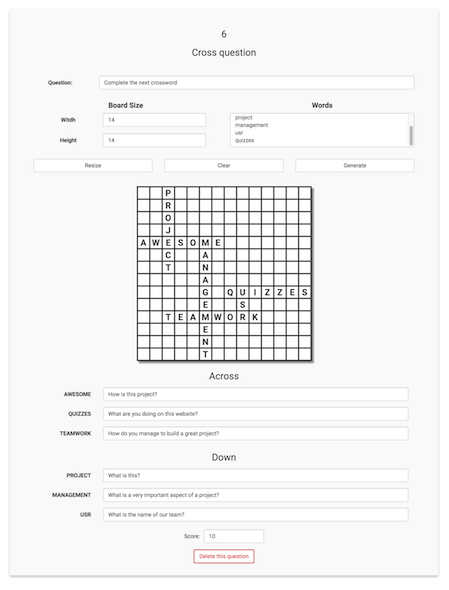 6
Cross question
Question: Complete the next crossword
Board Size Words
Witdh 14 project
management
usr
Height 14 quizzes
Resize Clear Generate
P
R
O
J
A W E S O M E
C A
T N
A
G Q U I Z Z E S
E S
T E A M W O R K
E
N
T
Across
AWESOME How is this project?
QUIZZES What are you doing on this website?
TEAMWORK How do you manage to build a great project?
Down
PROJECT What is this?
MANAGEMENT What is a very important aspect of a project?
USR What is the name of our team?
Score: 10
Delete this question